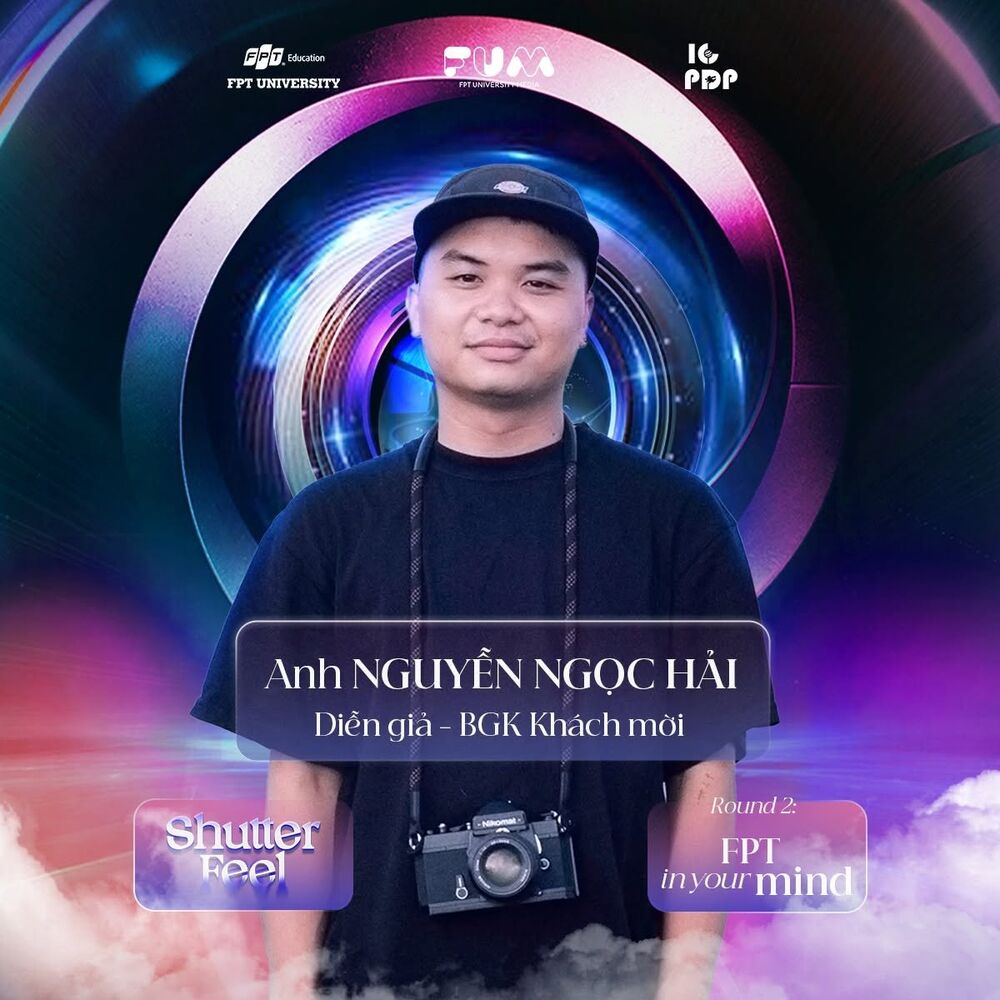 FPT Education
FPT UNIVERSITY
FUM
FPT UNIVERSITY MEDIA
IC
PDP
Anh NGUYỄN NGỌC HẢI
Diễn giả - BGK Khách mời
Shutter
Feel
Round 2:
FPT
in your mind
Nikomat